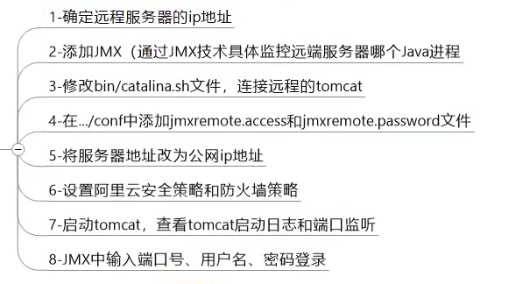 1-确定远程服务器的ip地址
2-添加JMX（通过JMX技术具体监控远端服务器哪个Java进程
3-修改bin/catalina.sh文件，连接远程的tomcat
4-在.../conf中添加jmxremote.access和jmxremote.password文件
5-将服务器地址改为公网ip地址
6-设置阿里云安全策略和防火墙策略
7-启动tomcat，查看tomcat启动日志和端口监听
8-JMX中输入端口号、用户名、密码登录